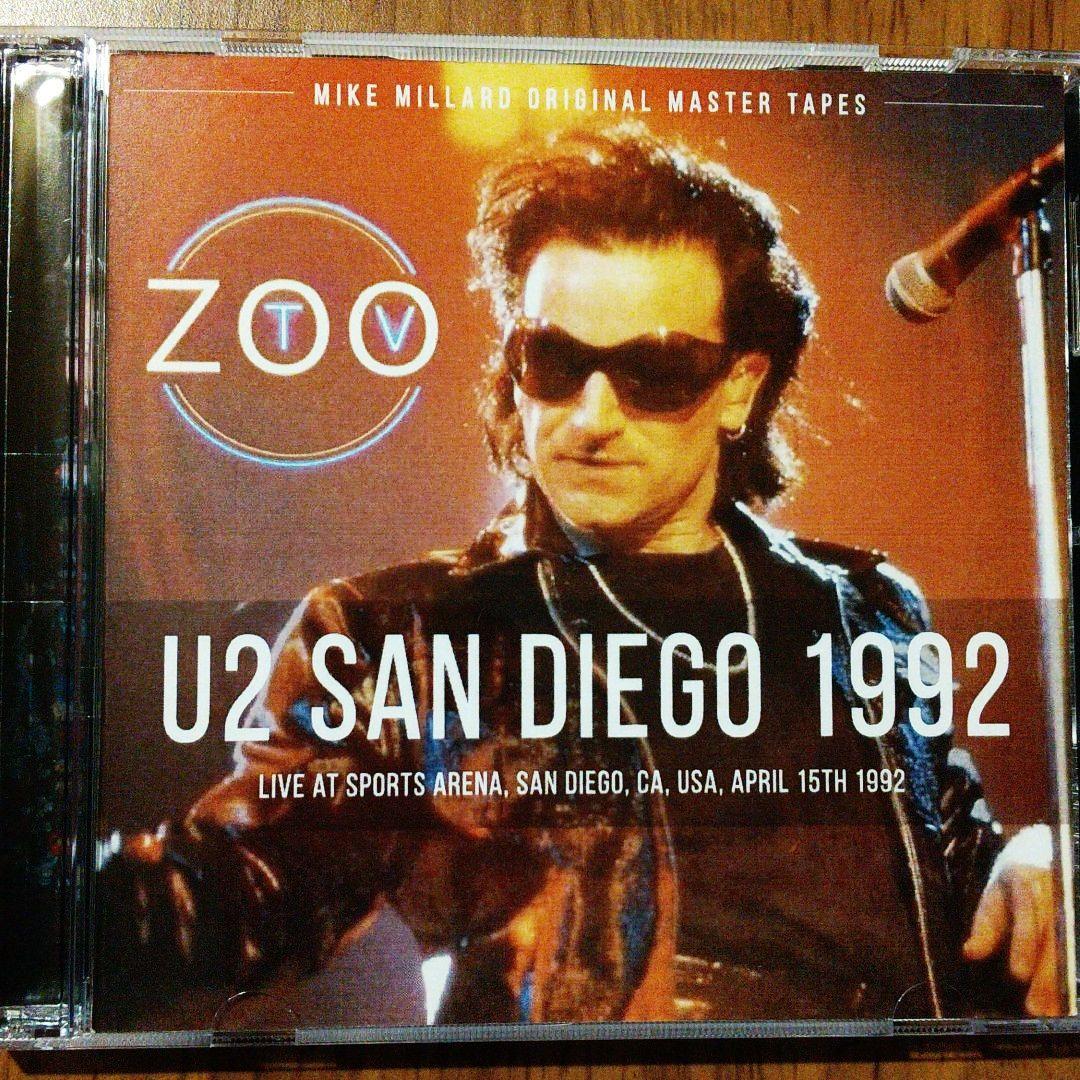 MIKE MILLARD ORIGINAL MASTER TAPES
ZOO
TV
U2 SAN DIEGO 1992
LIVE AT SPORTS ARENA, SAN DIEGO, CA, USA, APRIL 15TH 1992